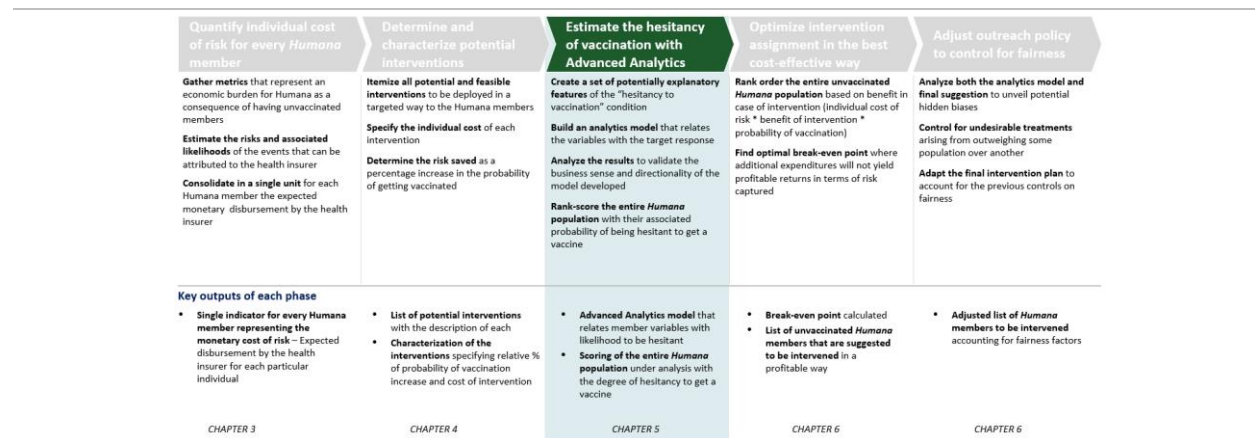 Quantify individual cost
of risk for every Humana
member
Determine and
characterize potential
interventions
Estimate the hesitancy
of vaccination with
Advanced Analytics
Optimize intervention
assignment in the best
cost-effective way
Adjust outreach policy
to control for fairness
Gather metrics that represent an
economic burden for Humana as a
consequence of having unvaccinated
members
Estimate the risks and associated
likelihoods of the events that can be
attributed to the health insurer
Consolidate in a single unit for each
Humana member the expected
monetary disbursement by the health
insurer
Itemize all potential and feasible
interventions to be deployed in a
targeted way to the Humana members
Specify the individual cost of each
intervention
Determine the risk saved as a
percentage increase in the probability
of getting vaccinated
Create a set of potentially explanatory
features of the “hesitancy to
vaccination” condition
Build an analytics model that relates
the variables with the target response
Analyze the results to validate the
business sense and directionality of the
model developed
Rank-score the entire Humana
population with their associated
probability of being hesitant to get a
vaccine
Rank order the entire unvaccinated
Humana population based on benefit in
case of intervention (individual cost of
risk * benefit of intervention *
probability of vaccination)
Find optimal break-even point where
additional expenditures will not yield
profitable returns in terms of risk
captured
Analyze both the analytics model and
final suggestion to unveil potential
hidden biases
Control for undesirable treatments
arising from outweighing some
population over another
Adapt the final intervention plan to
account for the previous controls on
fairness
Key outputs of each phase
• Single indicator for every Humana
member representing the
monetary cost of risk – Expected
disbursement by the health
insurer for each particular
individual
• List of potential interventions
with the description of each
• Characterization of the
interventions specifying relative %
of probability of vaccination
increase and cost of intervention
• Advanced Analytics model that
relates member variables with
likelihood to be hesitant
• Scoring of the entire Humana
population under analysis with
the degree of hesitancy to get a
vaccine
• Break-even point calculated
• List of unvaccinated Humana
members that are suggested
to be intervened in a
profitable way
• Adjusted list of Humana
members to be intervened
accounting for fairness factors
CHAPTER 3
CHAPTER 4
CHAPTER 5
CHAPTER 6
CHAPTER 6